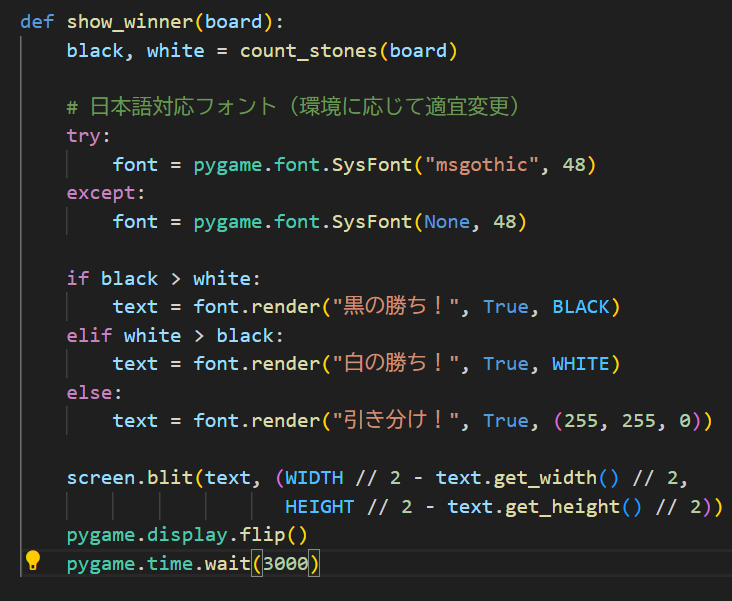 def show_winner(board):
    black, white = count_stones(board)

    # 日本語対応フォント（環境に応じて適宜変更）
    try:
        font = pygame.font.SysFont("msgothic", 48)
    except:
        font = pygame.font.SysFont(None, 48)

    if black > white:
        text = font.render("黒の勝ち！", True, BLACK)
    elif white > black:
        text = font.render("白の勝ち！", True, WHITE)
    else:
        text = font.render("引き分け！", True, (255, 255, 0))

    screen.blit(text, (WIDTH // 2 - text.get_width() // 2,
                       HEIGHT // 2 - text.get_height() // 2))
    pygame.display.flip()
    pygame.time.wait(3000)